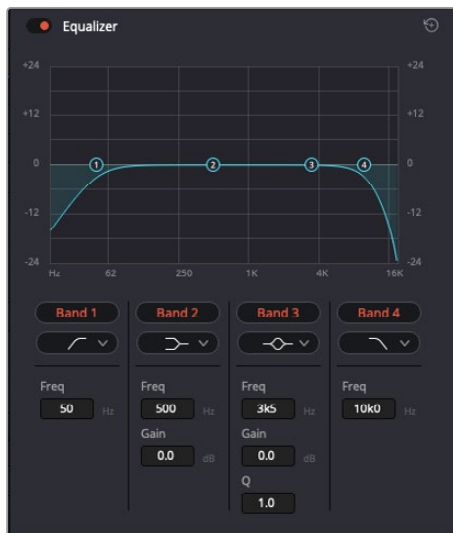 Equalizer
+24 +24
+12 +12
0 1 2 3 4 0
-12 -12
-24 -24
Hz 62 250 1K 4K 16K
Band 1 Band 2 Band 3 Band 4
Freq Freq Freq Freq
50 Hz 500 Hz 3k5 Hz 10k0 Hz
Gain Gain
0.0 dB 0.0 dB
Q
1.0